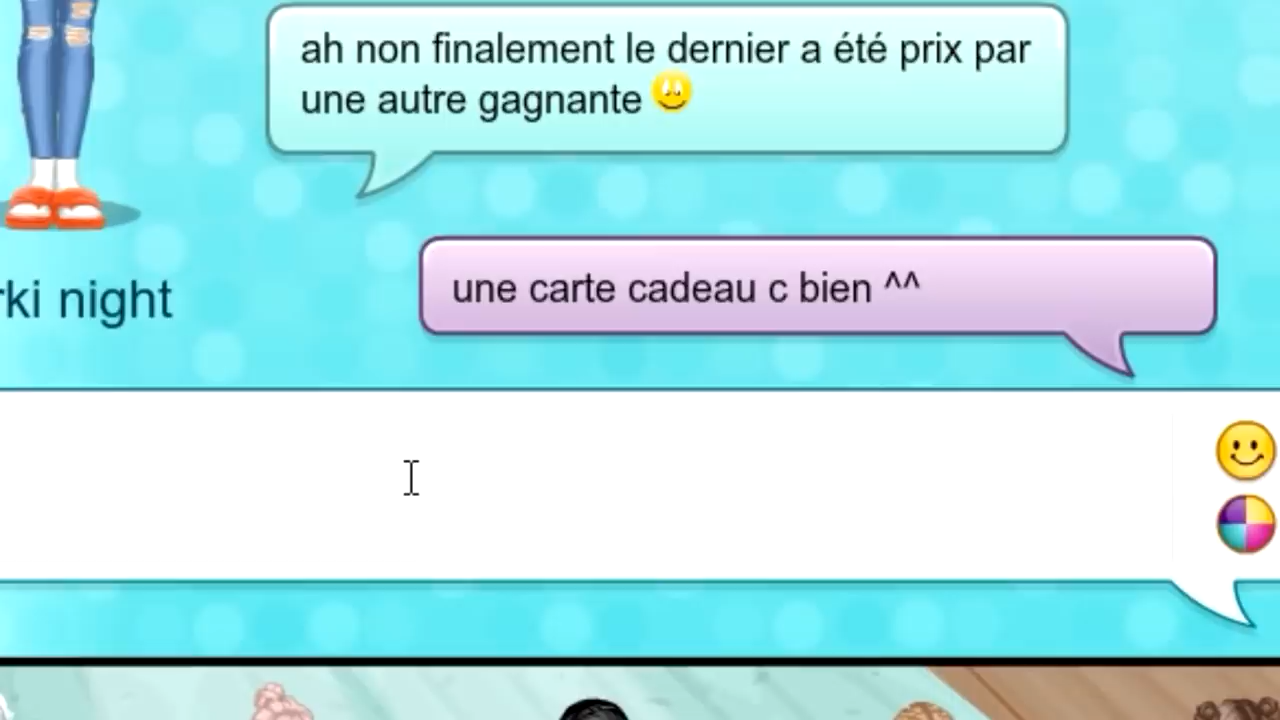 ah non finalement le dernier a été prix par
une autre gagnante
rki night
une carte cadeau c bien ^^